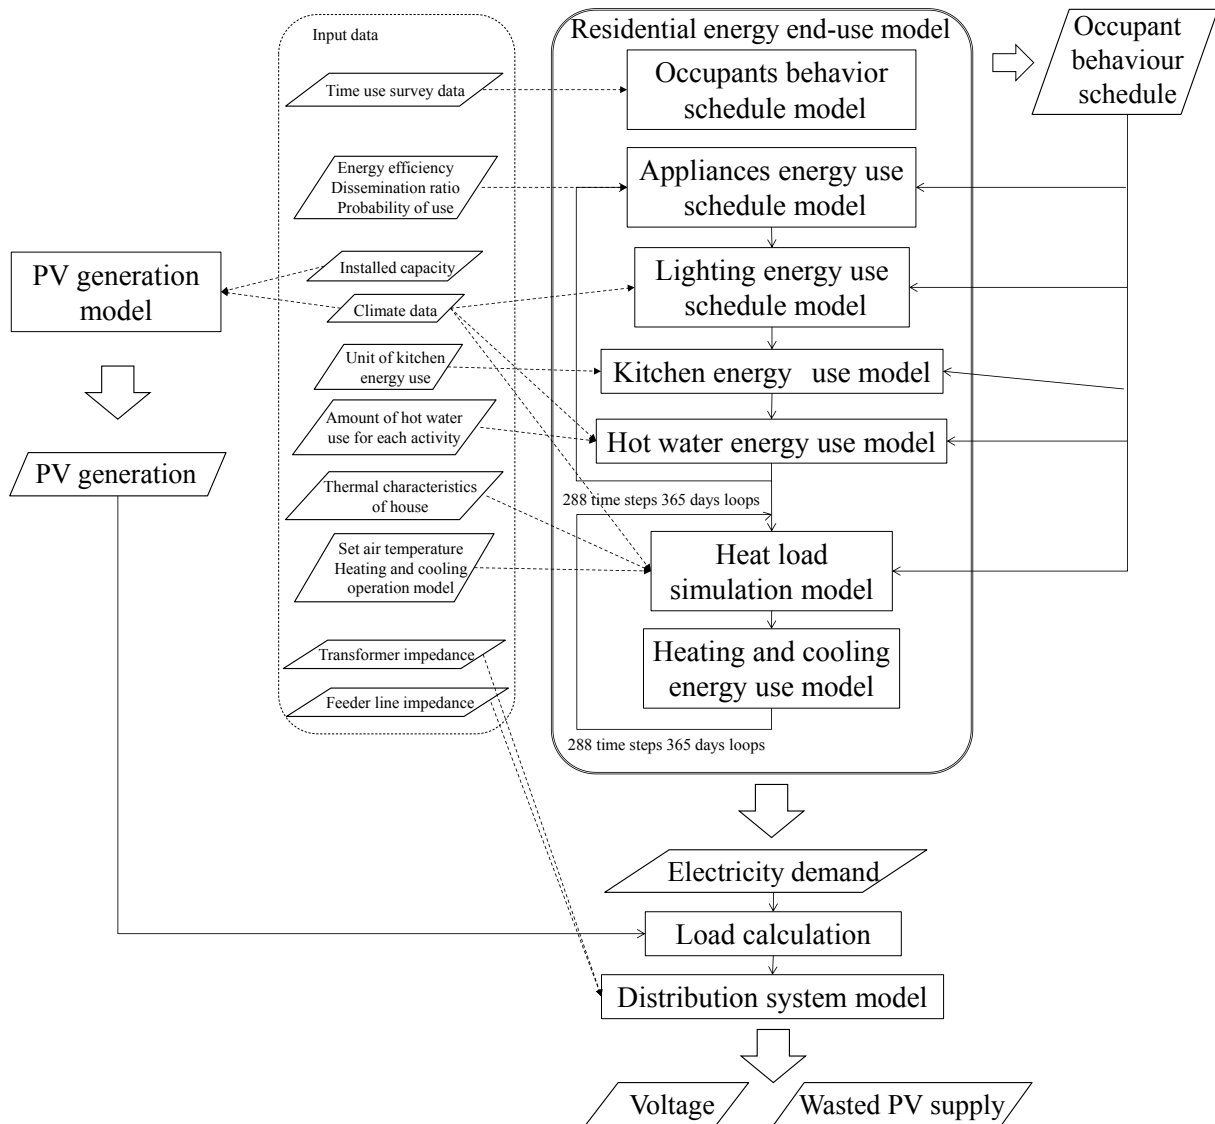 Input data
Time use survey data
Energy efficiency
Dissemination ratio
Probability of use
Installed capacity
Climate data
Unit of kitchen
energy use
Amount of hot water
use for each activity
Thermal characteristics
of house
Set air temperature
Heating and cooling
operation model
Transformer impedance
Feeder line impedance
PV generation
model
PV generation
Residential energy end-use model
Occupants behavior
schedule model
Appliances energy use
schedule model
Lighting energy use
schedule model
Kitchen energy use model
Hot water energy use model
288 time steps 365 days loops
Heat load
simulation model
Heating and cooling
energy use model
288 time steps 365 days loops
Occupant
behaviour
schedule
Electricity demand
Load calculation
Distribution system model
Voltage
Wasted PV supply